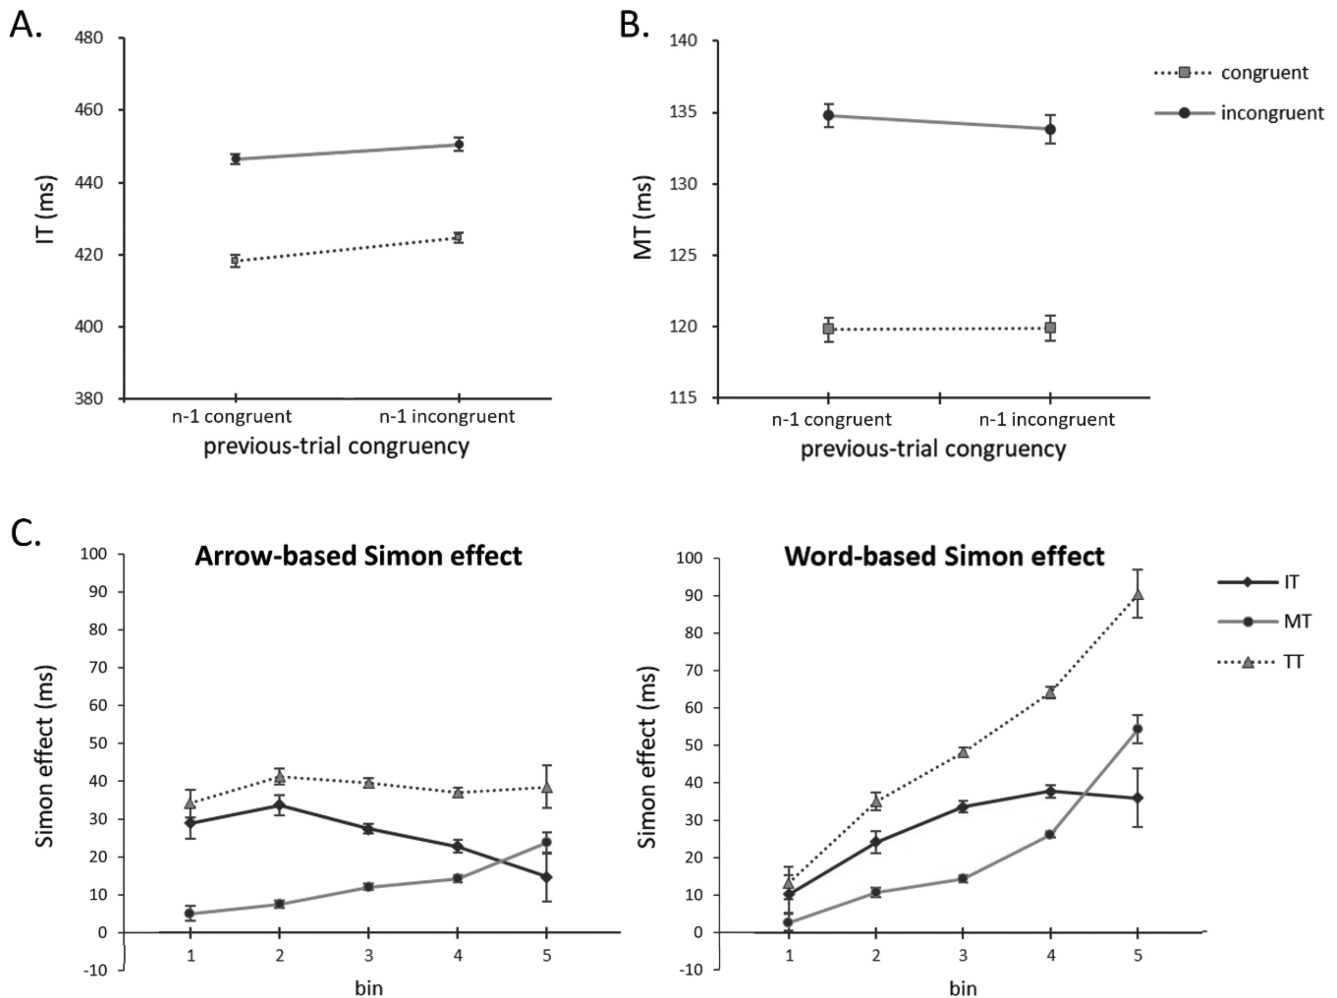 A.
480
460
440
420
400
380
IT (ms)
n-1 congruent
n-1 incongruent
previous-trial congruency
B.
140
135
130
125
120
115
MT (ms)
n-1 congruent
n-1 incongruent
previous-trial congruency
congruent
incongruent
C.
Arrow-based Simon effect
100
90
80
70
60
50
40
30
20
10
0
-10
Simon effect (ms)
1 2 3 4 5
bin
Word-based Simon effect
100
90
80
70
60
50
40
30
20
10
0
-10
Simon effect (ms)
1 2 3 4 5
bin
IT
MT
TT